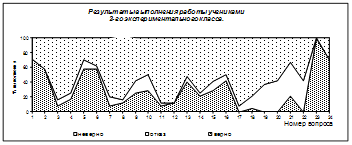 Результаты выполнения работы учениками
2-го экспериментального класса.
100
80
60
40
20
0
1 2 3 4 5 6 7 8 9 10 11 12 13 14 15 16 17 18 19 20 21 22 23 24
Номер вопроса
неверно отказ верно